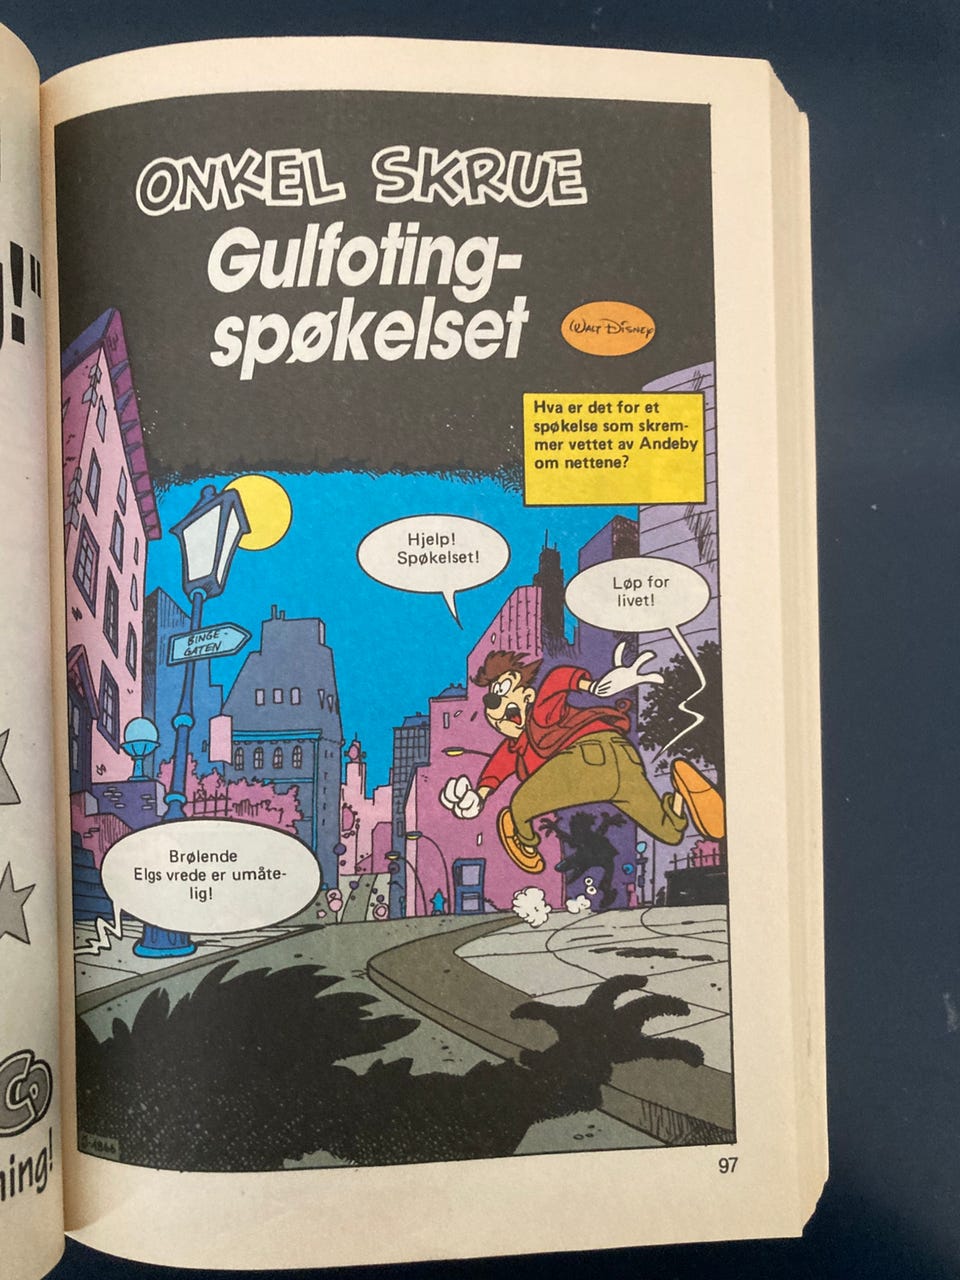 ONKEL SKRUE
Gulfoting-
spøkelset
WALT DISNEY
Hva er det for et
spøkelse som skrem-
mer vettet av Andeby
om nettene?
Hjelp!
Spøkelset!
Løp for
livet!
BINGE-
GATEN
Brølende
Elgs vrede er umåte-
lig!
97